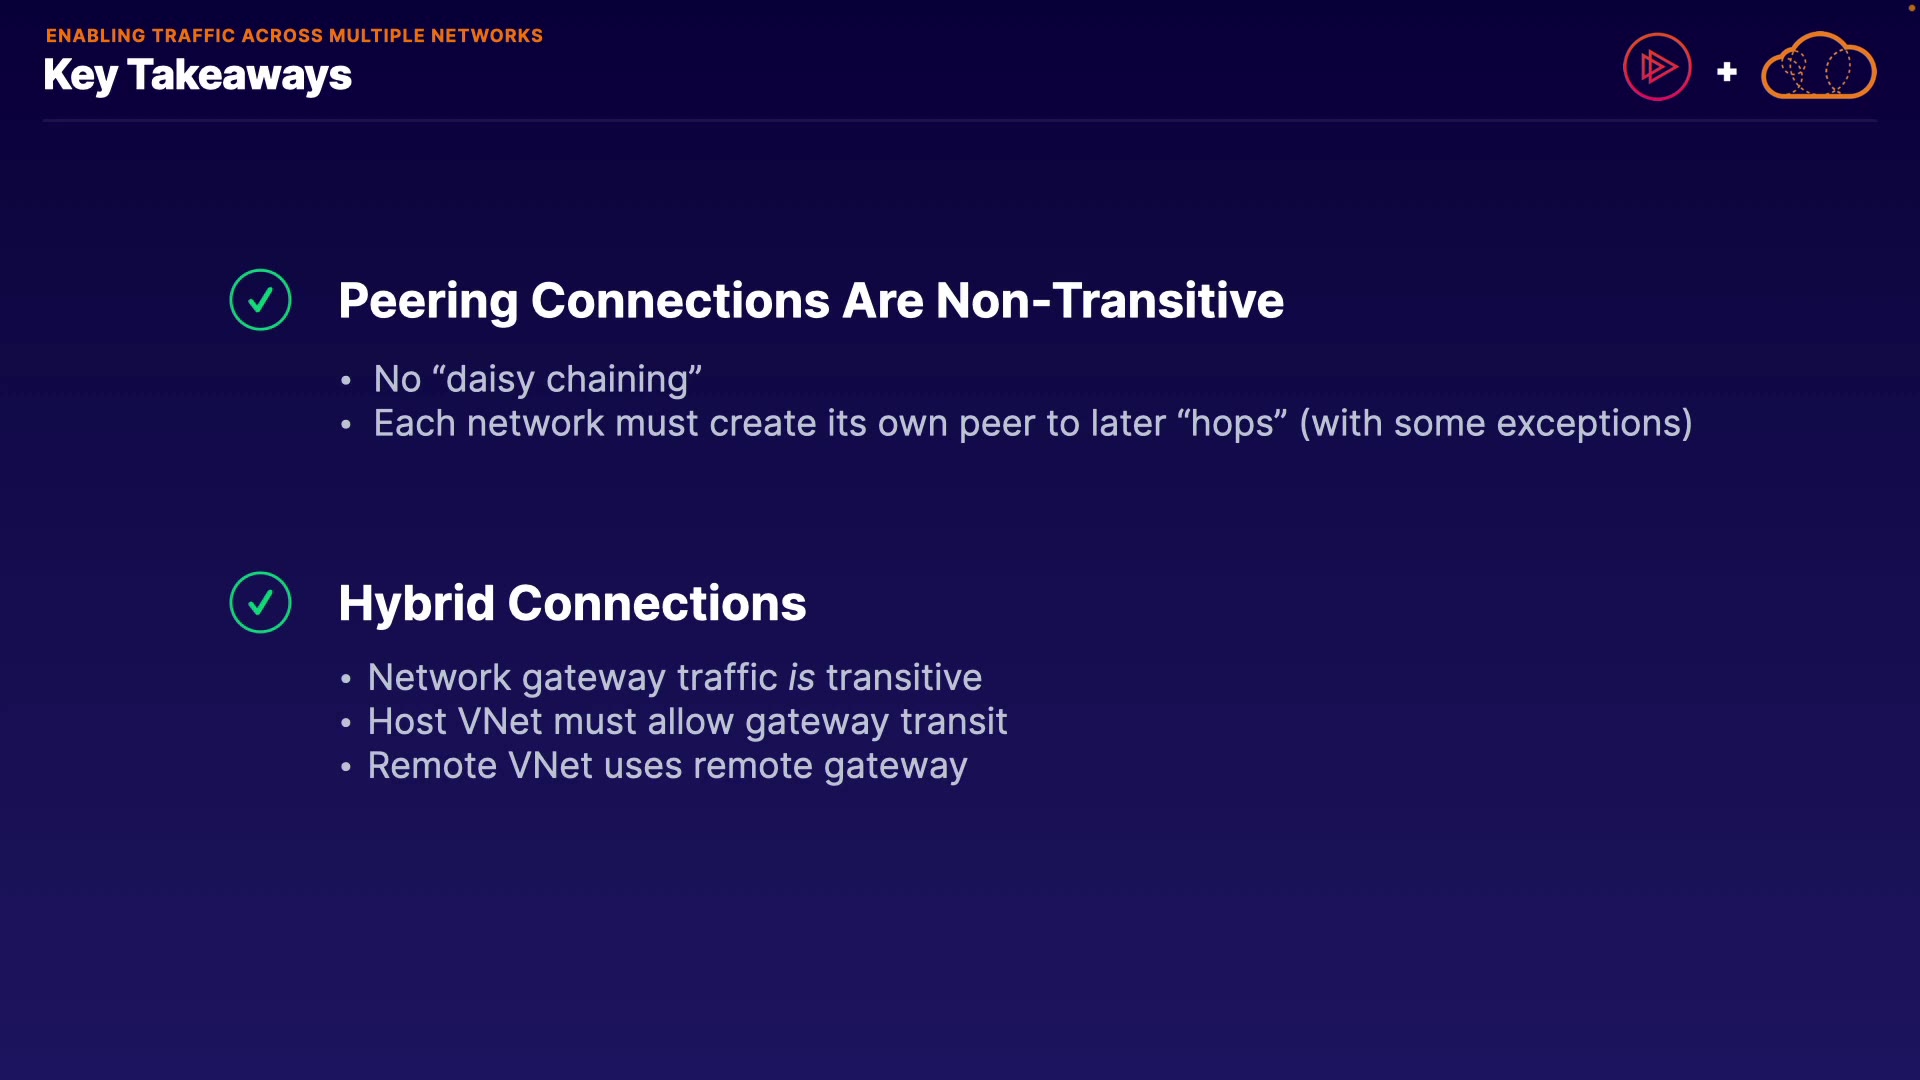 ENABLING TRAFFIC ACROSS MULTIPLE NETWORKS
Key Takeaways
+
Peering Connections Are Non-Transitive
• No “daisy chaining”
• Each network must create its own peer to later “hops” (with some exceptions)
Hybrid Connections
• Network gateway traffic is transitive
• Host VNet must allow gateway transit
• Remote VNet uses remote gateway